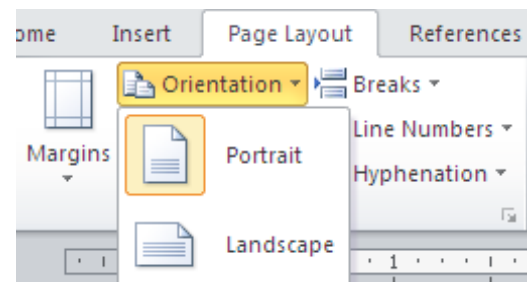 ome Insert Page Layout References
Orientation Breaks
Margins Portrait Line Numbers
Hyphenation
Landscape
1